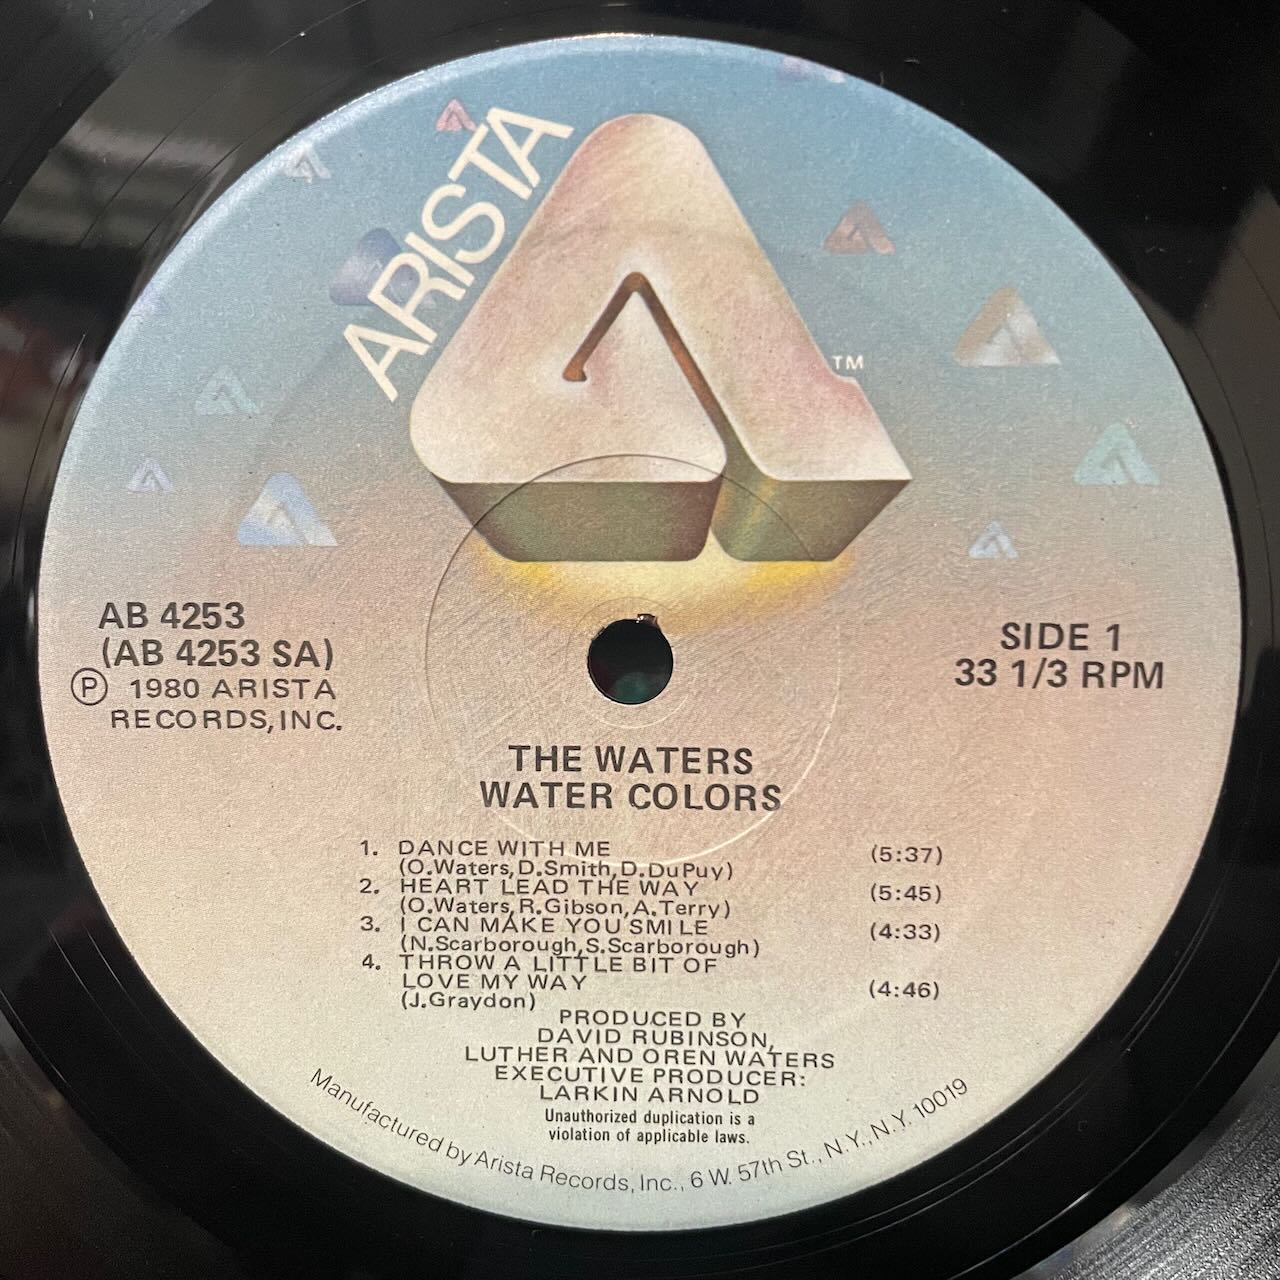 ARISTA
TM
AB 4253
(AB 4253 SA)
Ⓟ 1980 ARISTA
RECORDS, INC.
SIDE 1
33 1/3 RPM
THE WATERS
WATER COLORS
1. DANCE WITH ME (5:37)
(O.Waters,D.Smith,D.DuPuy)
2. HEART LEAD THE WAY (5:45)
(O.Waters,R.Gibson,A.Terry)
3. I CAN MAKE YOU SMILE (4:33)
(N.Scarborough,S.Scarborough)
4. THROW A LITTLE BIT OF
LOVE MY WAY (4:46)
(J.Graydon)
PRODUCED BY
DAVID RUBINSON,
LUTHER AND OREN WATERS
EXECUTIVE PRODUCER:
LARKIN ARNOLD
Unauthorized duplication is a
violation of applicable laws.
Manufactured by Arista Records, Inc., 6 W. 57th St., N.Y., N.Y. 10019